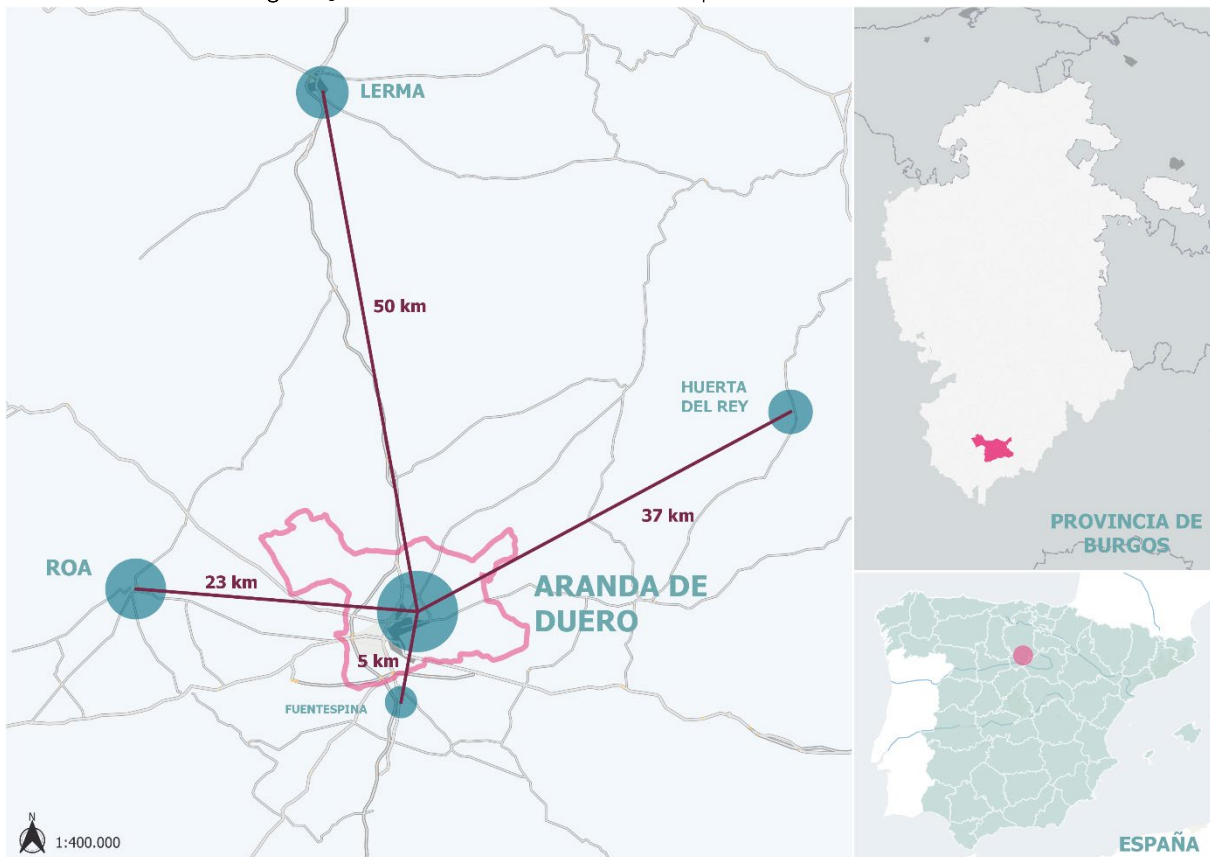 LERMA
50 km
HUERTA
DEL REY
37 km
ROA
23 km
ARANDA DE
DUERO
5 km
FUENTESPINA
N
1:400.000
PROVINCIA DE
BURGOS
ESPAÑA